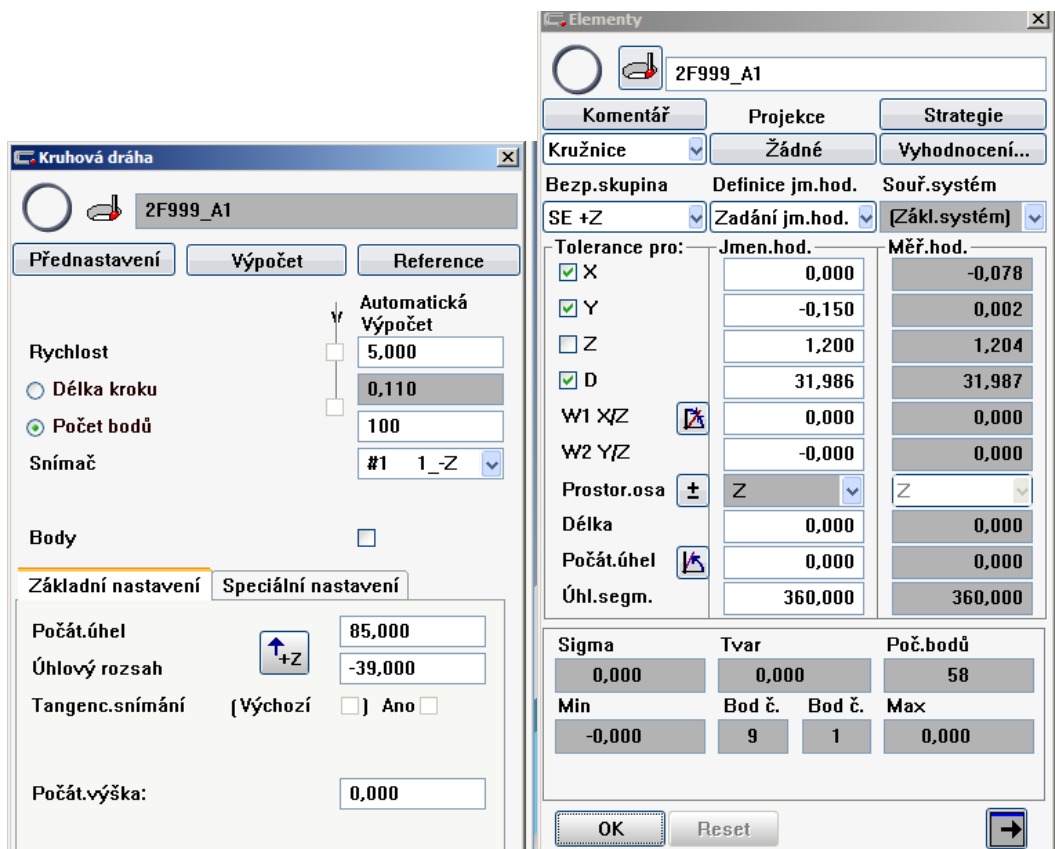 Kruhová dráha
2F999_A1
Přednastavení Výpočet Reference
Automatická
Výpočet
Rychlost 5,000
Délka kroku 0,110
Počet bodů 100
Snímač #1 1_-Z
Body
Základní nastavení Speciální nastavení
Počát.úhel 85,000
+Z
Úhlový rozsah -39,000
Tangenc.snímání (Výchozí ) Ano
Počát.výška: 0,000
Elementy
2F999_A1
Komentář Projekce Strategie
Kružnice Žádné Vyhodnocení...
Bezp.skupina Definice jm.hod. Souř.systém
SE +Z Zadání jm.hod. (Zákl.systém)
Tolerance pro: Jmen.hod. Měř.hod.
X 0,000 -0,078
Y -0,150 0,002
Z 1,200 1,204
D 31,986 31,987
W1 X/Z 0,000 0,000
W2 Y/Z -0,000 0,000
Prostor.osa ± Z Z
Délka 0,000 0,000
Počát.úhel 0,000 0,000
Úhl.segm. 360,000 360,000
Sigma Tvar Poč.bodů
0,000 0,000 58
Min Bod č. Bod č. Max
-0,000 9 1 0,000
OK Reset